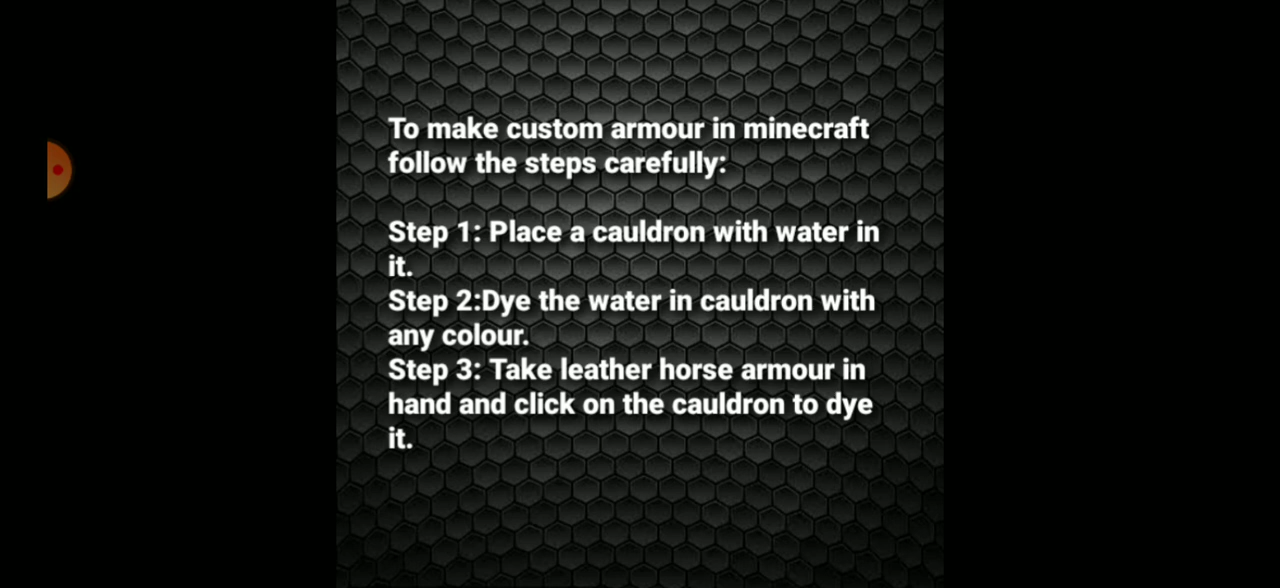 To make custom armour in minecraft
follow the steps carefully:
Step 1: Place a cauldron with water in
it.
Step 2:Dye the water in cauldron with
any colour.
Step 3: Take leather horse armour in
hand and click on the cauldron to dye
it.